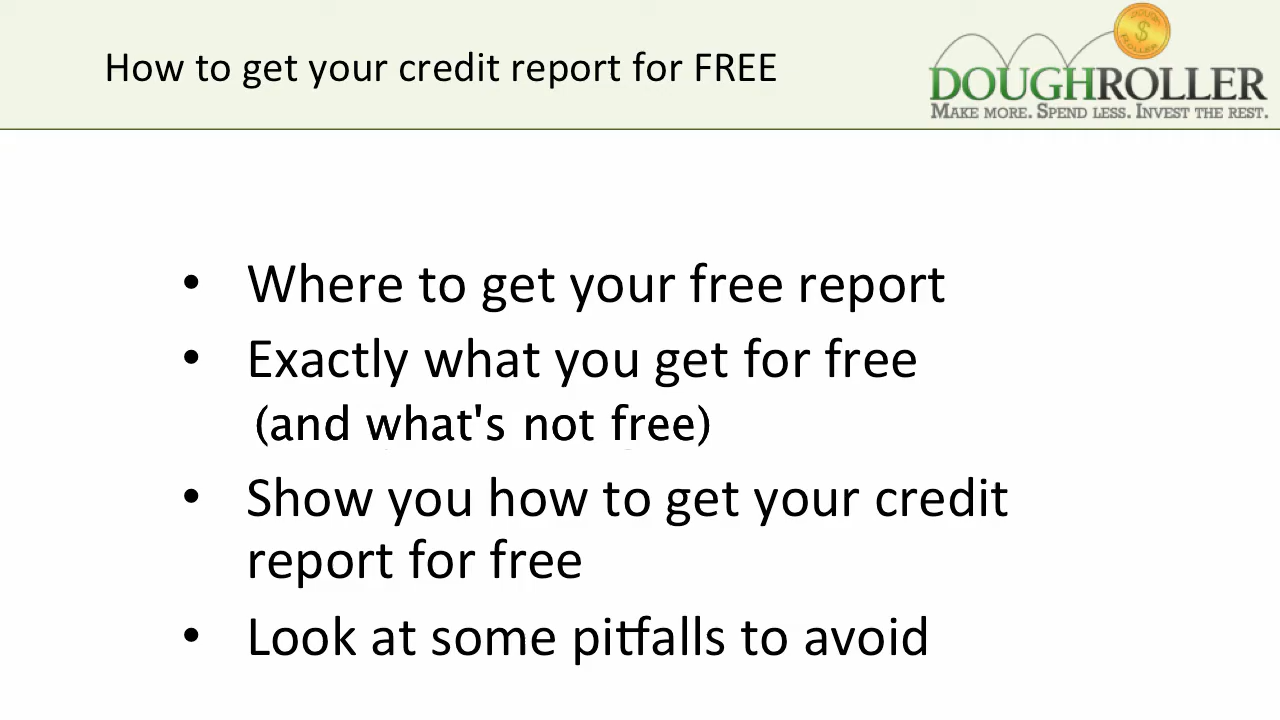 How to get your credit report for FREE
DOUGHROLLER
MAKE MORE. SPEND LESS. INVEST THE REST.
$
ROLLER
• Where to get your free report
• Exactly what you get for free
(and what's not free)
• Show you how to get your credit
report for free
• Look at some pitfalls to avoid